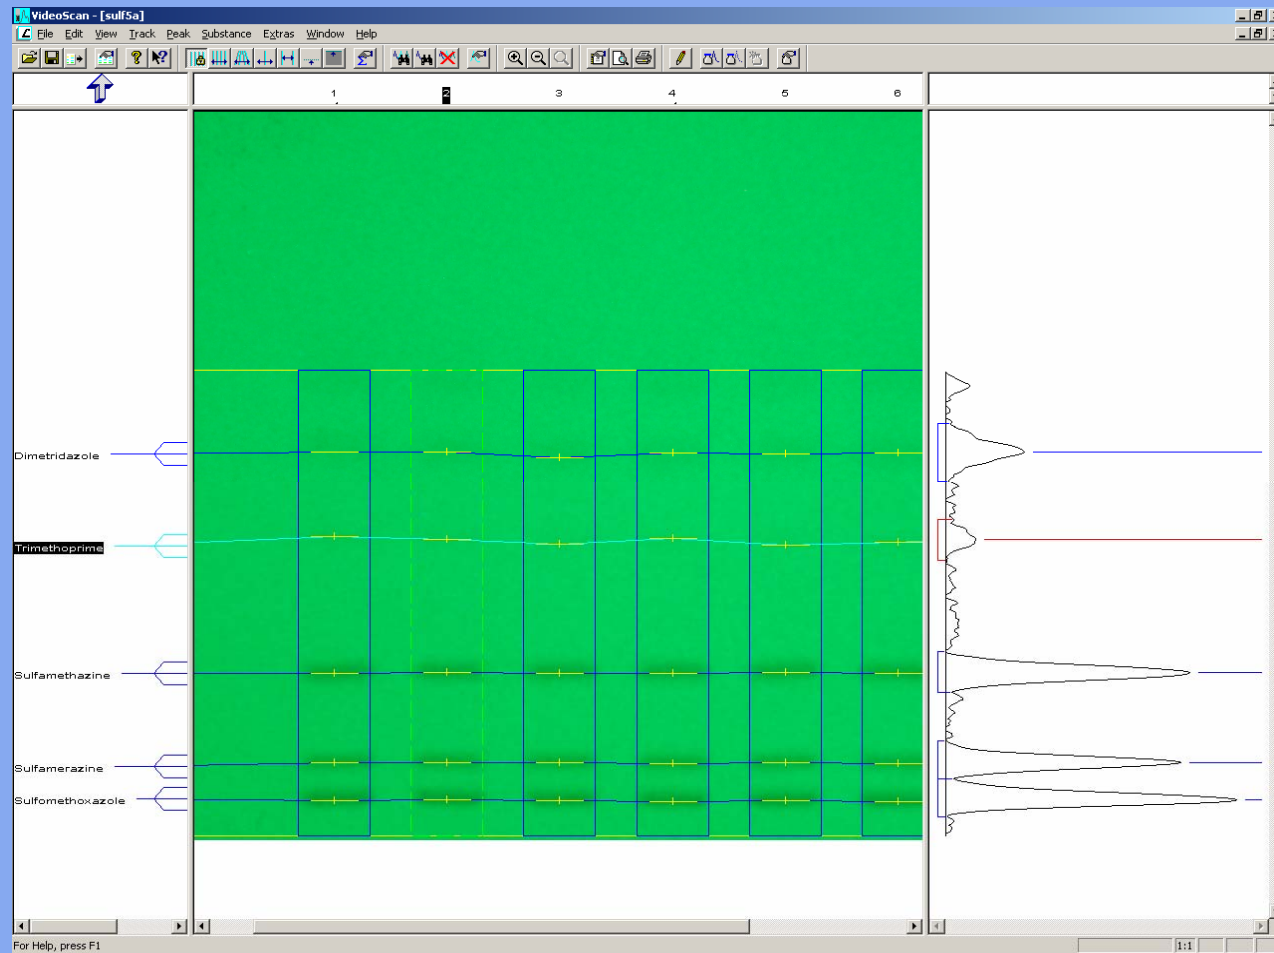 VideoScan - [sulf5a]
File Edit View Track Peak Substance Extras Window Help
1 2 3 4 5 6
Dimetridazole
Trimethoprime
Sulfamethazine
Sulfamerazine
Sulfomethoxazole
For Help, press F1
1:1